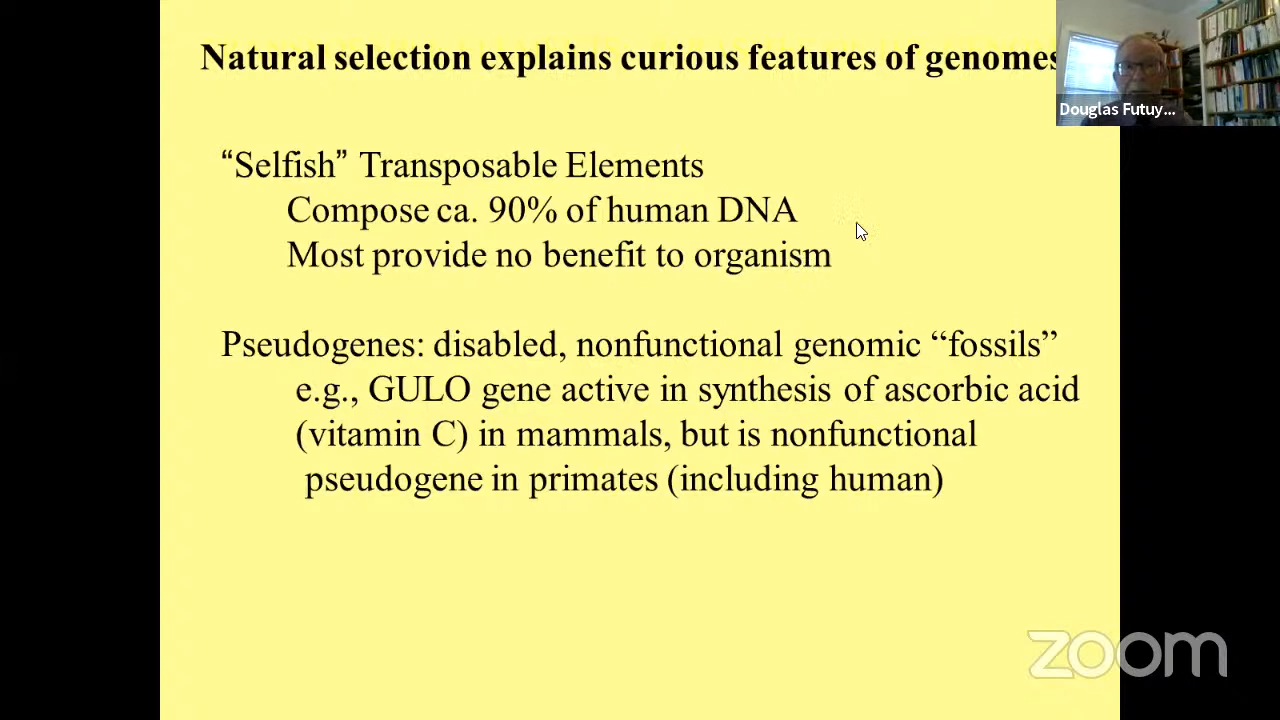 Natural selection explains curious features of genomes
Douglas Futuy...
“Selfish” Transposable Elements
Compose ca. 90% of human DNA
Most provide no benefit to organism
Pseudogenes: disabled, nonfunctional genomic “fossils”
e.g., GULO gene active in synthesis of ascorbic acid
(vitamin C) in mammals, but is nonfunctional
pseudogene in primates (including human)
zoom